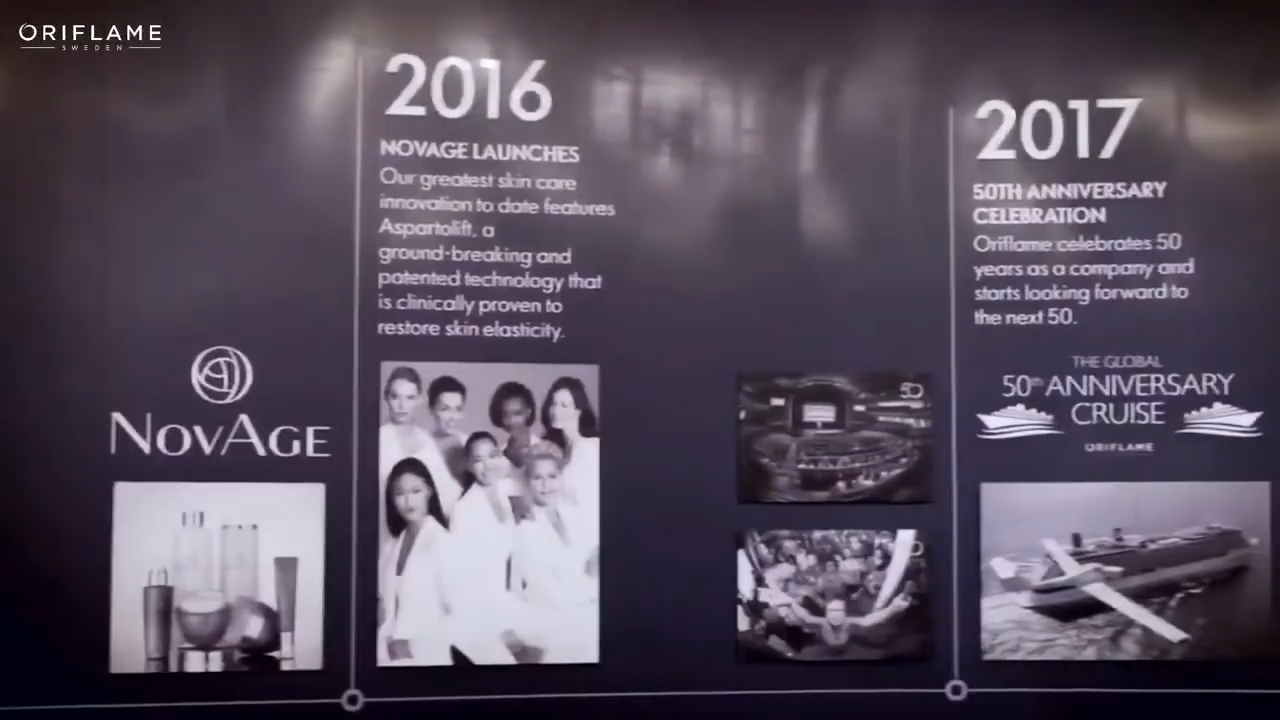 ORIFLAME
SWEDEN
2016
NOVAGE LAUNCHES
Our greatest skin care
innovation to date features
Aspartolift, a
ground-breaking and
patented technology that
is clinically proven to
restore skin elasticity.
NOVAGE
2017
50TH ANNIVERSARY
CELEBRATION
Oriflame celebrates 50
years as a company and
starts looking forward to
the next 50.
50
THE GLOBAL
50th ANNIVERSARY
CRUISE
ORIFLAME